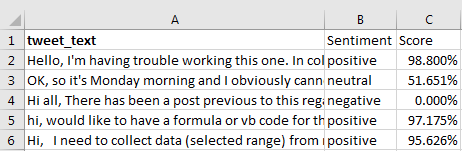 A B C
1 tweet_text Sentiment Score
2 Hello, I'm having trouble working this one. In col positive 98.800%
3 OK, so it's Monday morning and I obviously cann neutral 51.651%
4 Hi all, There has been a post previous to this rega negative 0.000%
5 hi, would like to have a formula or vb code for th positive 97.175%
6 Hi, I need to collect data (selected range) from positive 95.626%